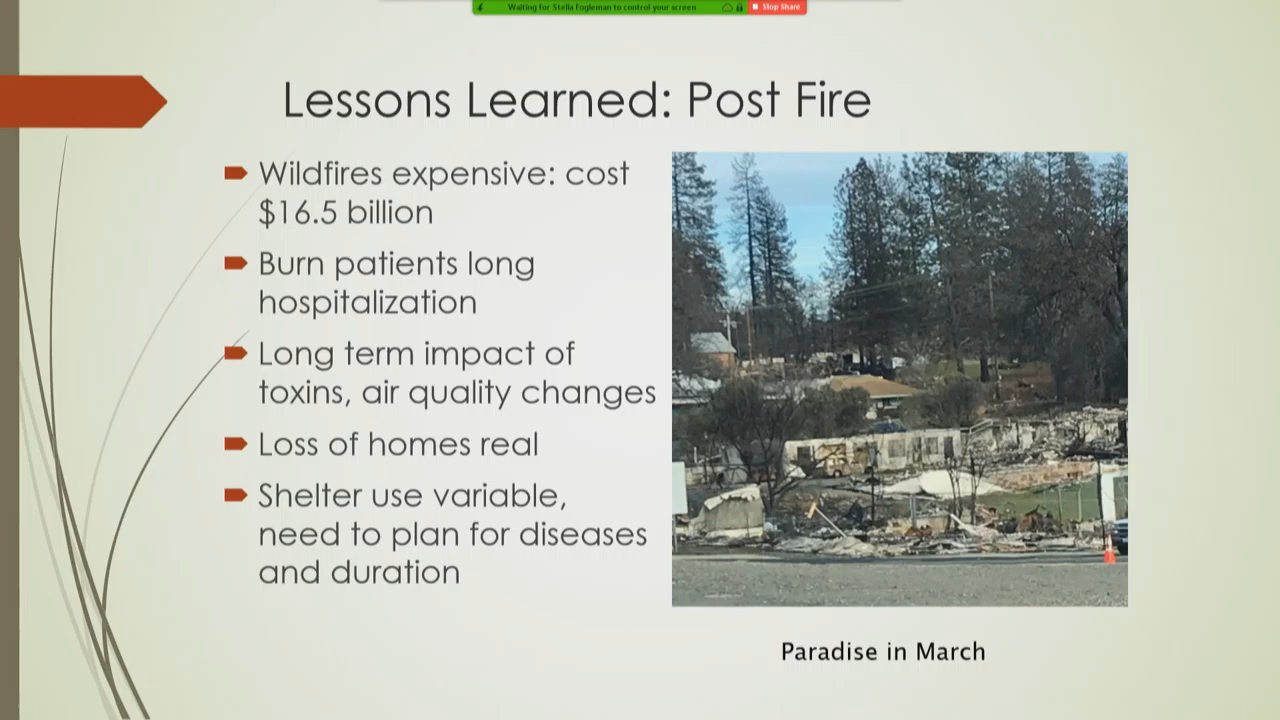 Waiting for Stella Fogleman to control your screen
Stop Share
Lessons Learned: Post Fire
Wildfires expensive: cost
$16.5 billion
Burn patients long
hospitalization
Long term impact of
toxins, air quality changes
Loss of homes real
Shelter use variable,
need to plan for diseases
and duration
Paradise in March